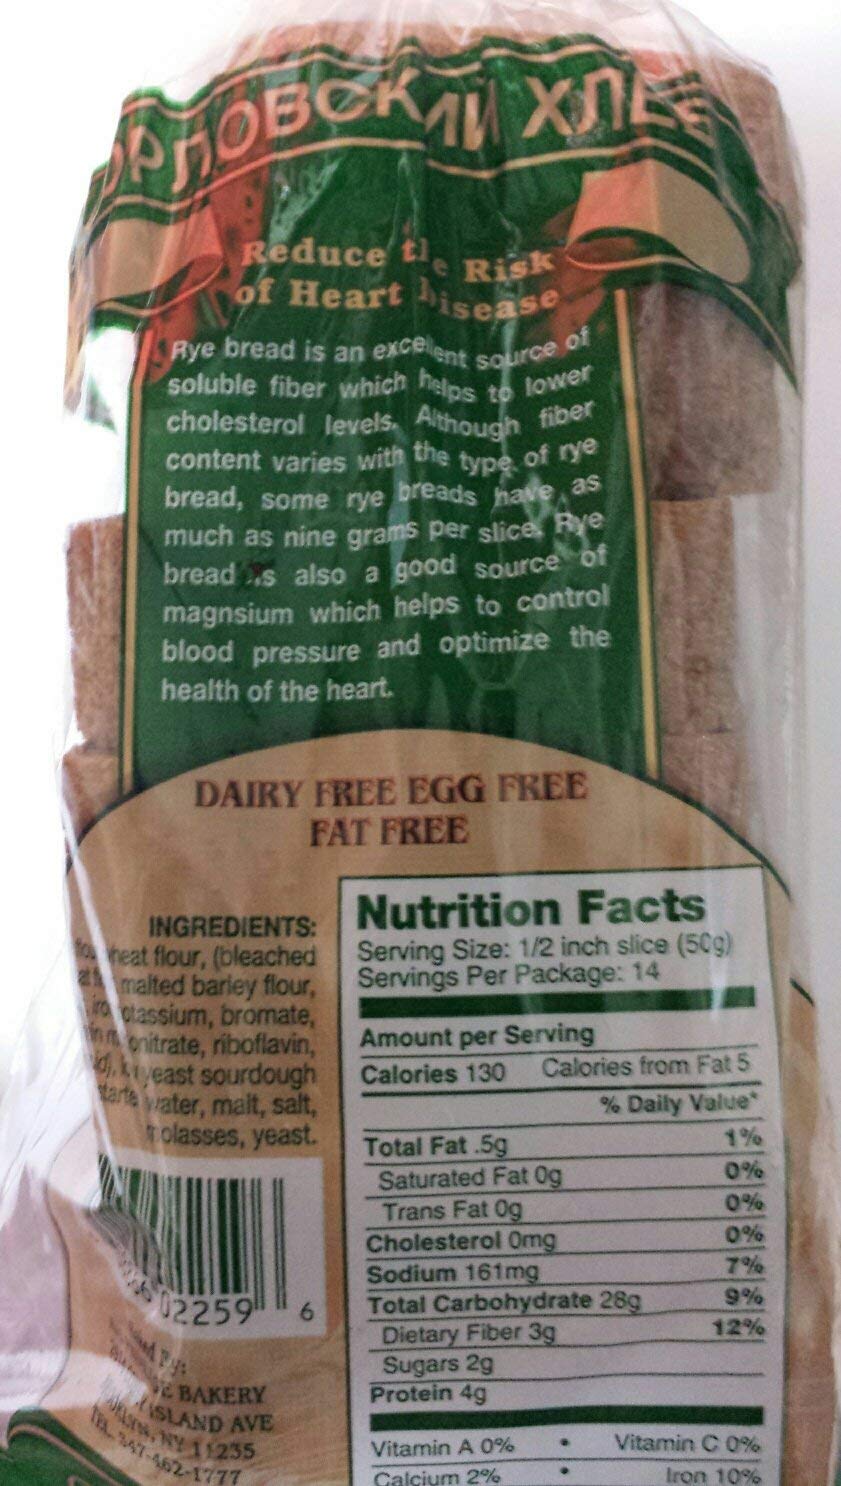 ОРЛОВСКИЙ ХЛЕБ
Reduce the Risk
of Heart Disease
Rye bread is an excellent source of
soluble fiber which helps to lower
cholesterol levels. Although fiber
content varies with the type of rye
bread, some rye breads have as
much as nine grams per slice. Rye
bread is also a good source of
magnsium which helps to control
blood pressure and optimize the
health of the heart.
DAIRY FREE EGG FREE
FAT FREE
INGREDIENTS:
flour, (bleached
malted barley flour,
bromate,
riboflavin,
yeast sourdough
water, malt, salt,
molasses, yeast.
02259 6
BAKERY
ISLAND AVE
NY 11235
TEL. 347-462-1777
Nutrition Facts
Serving Size: 1/2 inch slice (50g)
Servings Per Package: 14
Amount per Serving
Calories 130 Calories from Fat 5
% Daily Value*
Total Fat .5g 1%
Saturated Fat 0g 0%
Trans Fat 0g 0%
Cholesterol 0mg 0%
Sodium 161mg 7%
Total Carbohydrate 28g 9%
Dietary Fiber 3g 12%
Sugars 2g
Protein 4g
Vitamin A 0% • Vitamin C 0%
Calcium 2% • Iron 10%